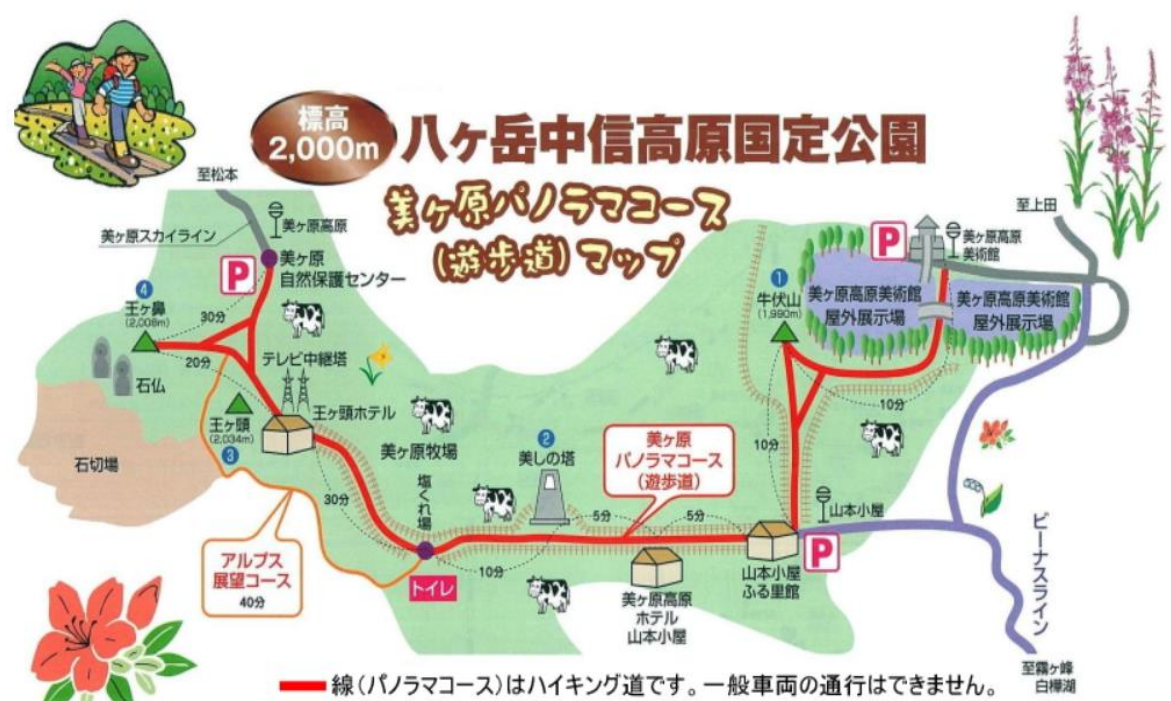 標高
2,000m
八ヶ岳中信高原国定公園
美ヶ原パノラマコース
(遊歩道)マップ
至松本
美ヶ原スカイライン
美ヶ原高原
P
美ヶ原
自然保護センター
④
王ヶ鼻
(2,008m)
30分
20分
石仏
テレビ中継塔
王ヶ頭
(2,034m)
③
王ヶ頭ホテル
石切場
美ヶ原牧場
30分
塩くれ場
アルプス
展望コース
40分
トイレ
②
美しの塔
10分
美ヶ原
パノラマコース
(遊歩道)
5分
5分
美ヶ原高原
ホテル
山本小屋
山本小屋
ふる里館
P
山本小屋
10分
10分
①
牛伏山
(1,990m)
P
美ヶ原高原
美術館
美ヶ原高原美術館
屋外展示場
美ヶ原高原美術館
屋外展示場
至上田
ビーナスライン
至霧ヶ峰
白樺湖
線(パノラマコース)はハイキング道です。一般車両の通行はできません。